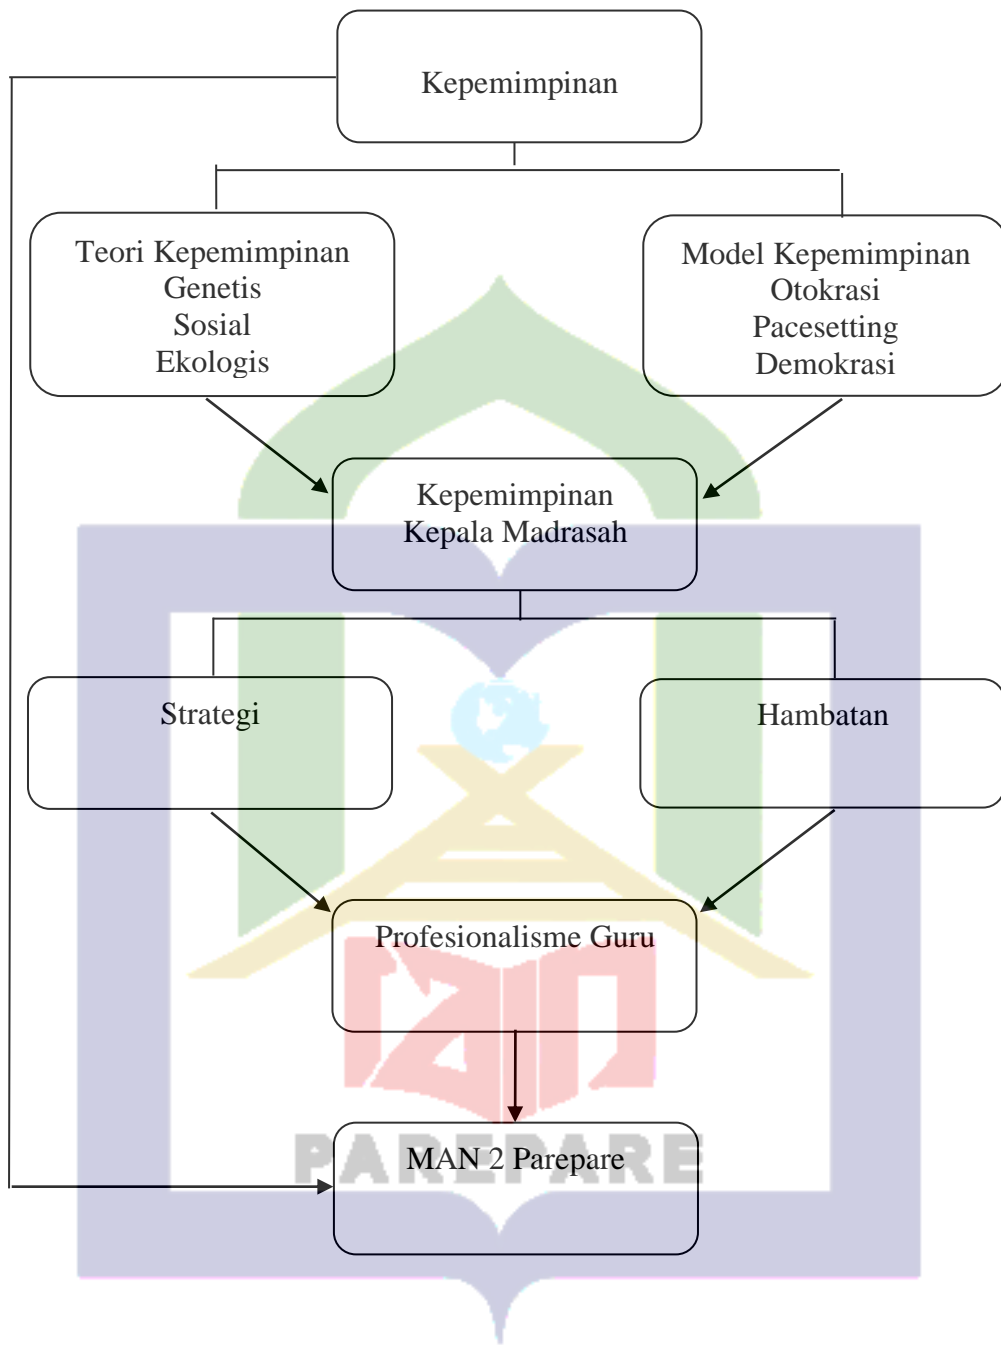 Kepemimpinan
Teori Kepemimpinan
Genetis
Sosial
Ekologis
Model Kepemimpinan
Otokrasi
Pacesetting
Demokrasi
Kepemimpinan
Kepala Madrasah
Strategi
Hambatan
Profesionalisme Guru
iain
PAREPARE
MAN 2 Parepare